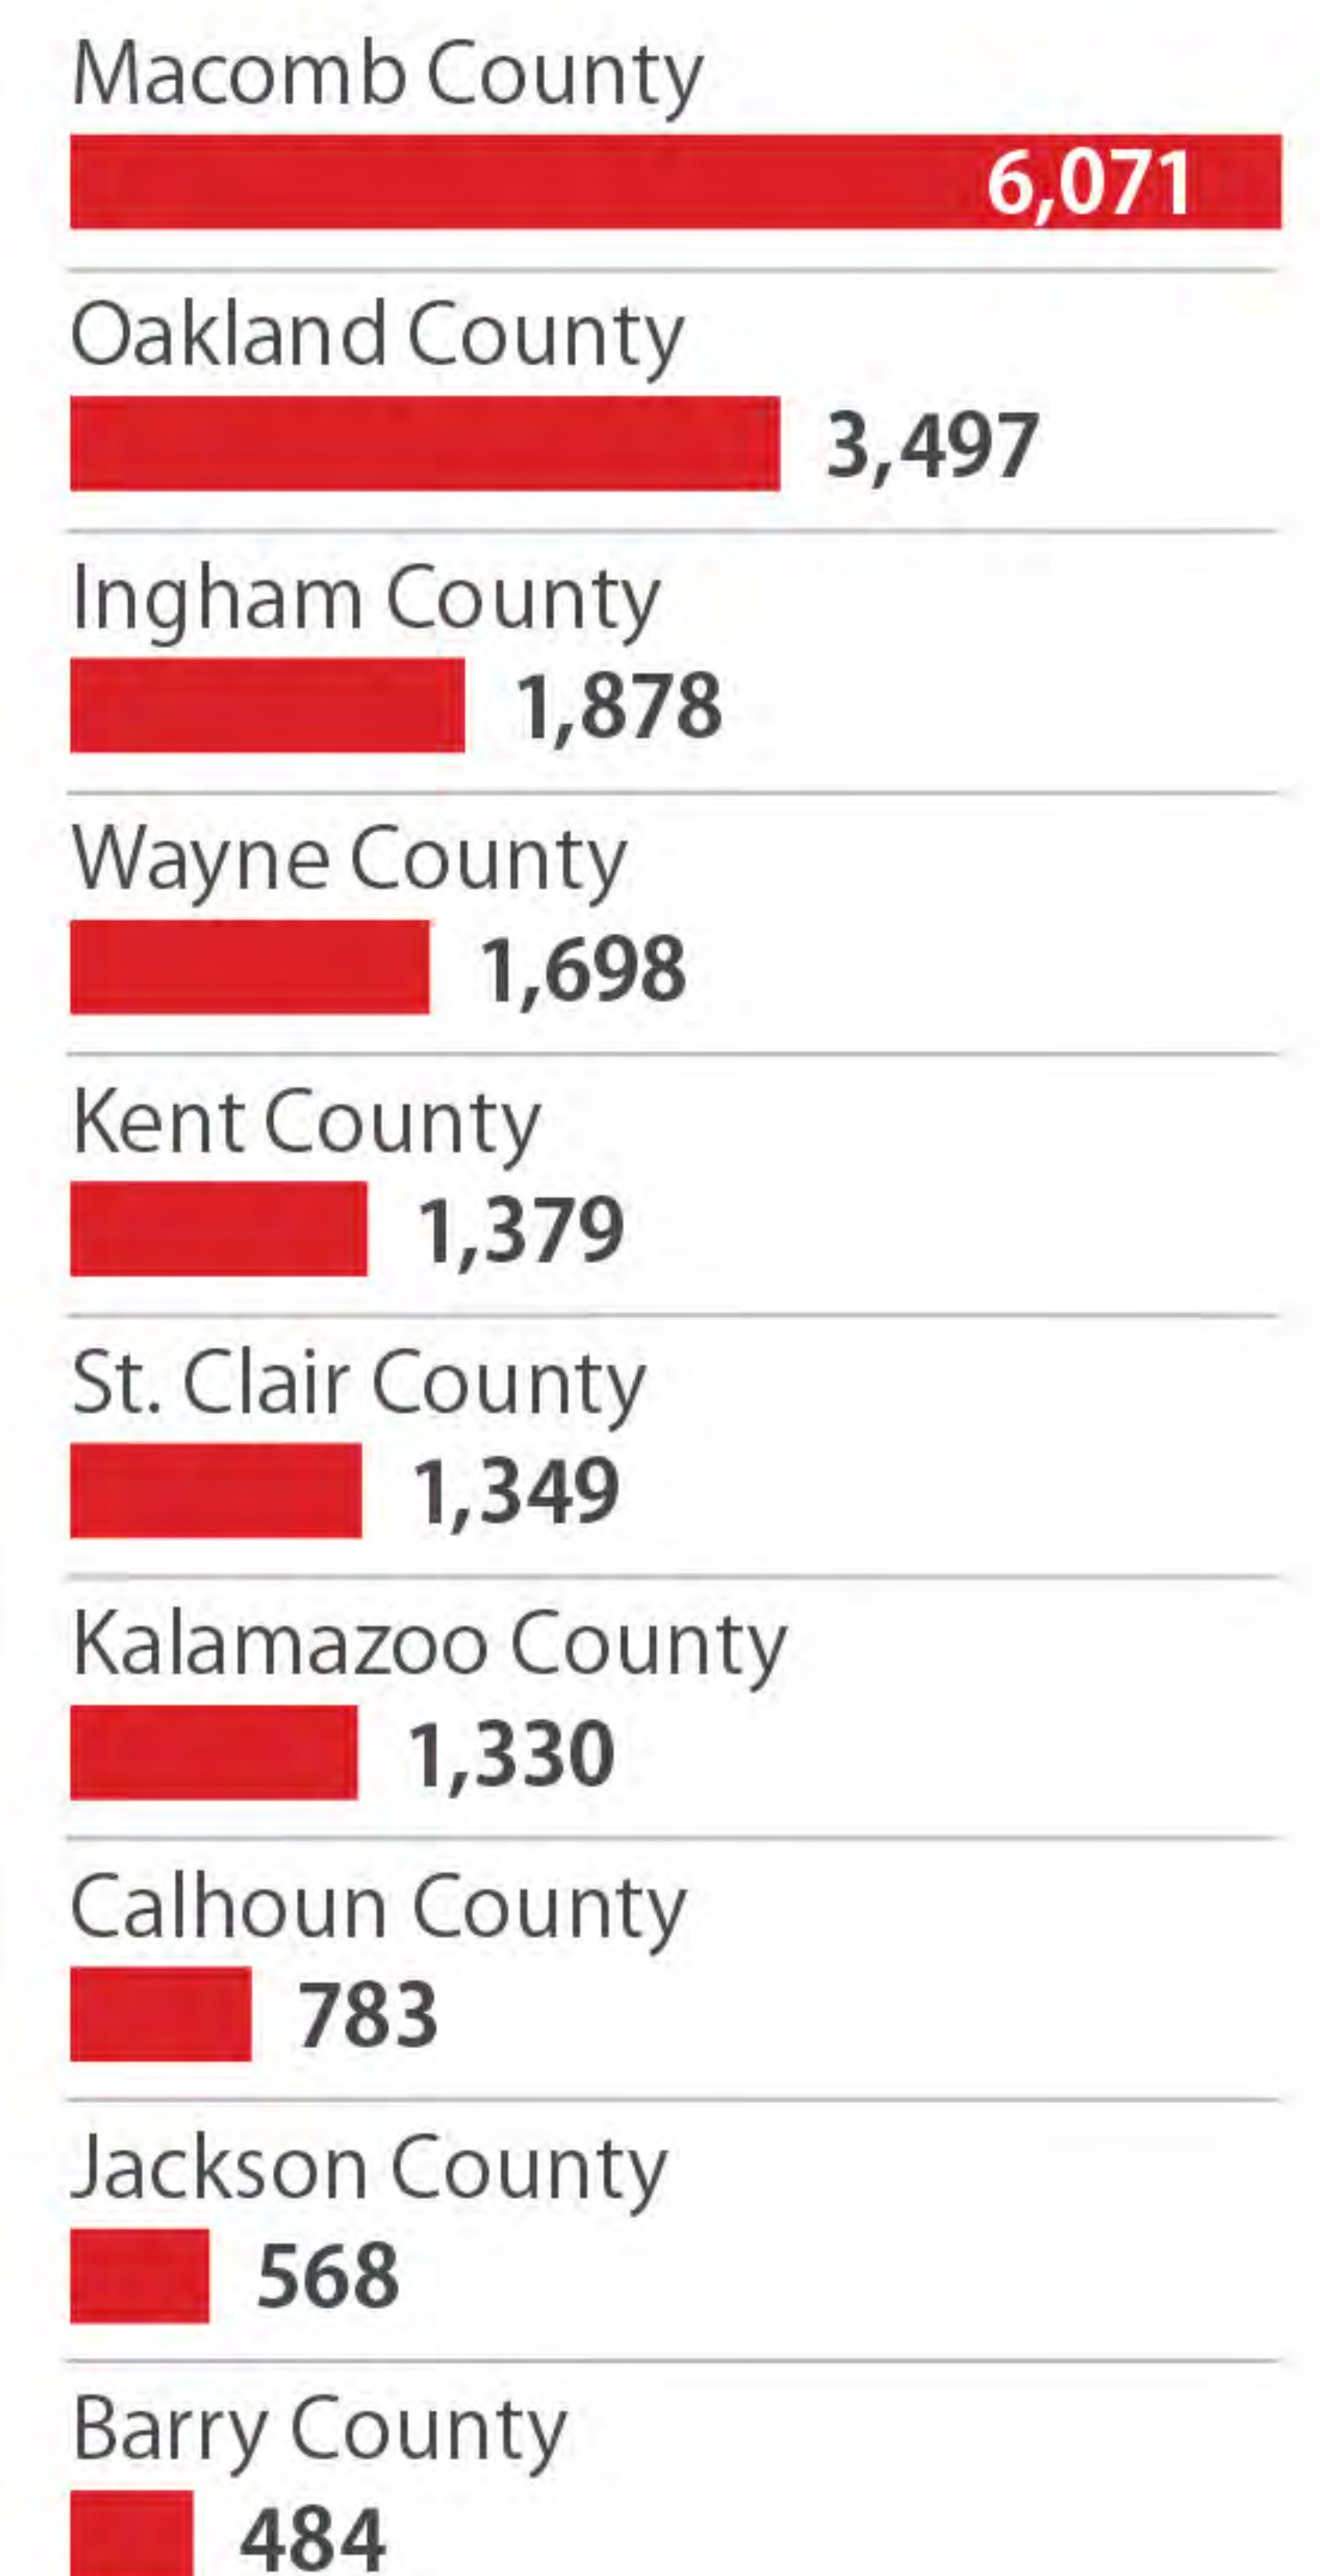 Macomb County
6,071
Oakland County
3,497
Ingham County
1,878
Wayne County
1,698
Kent County
1,379
St. Clair County
1,349
Kalamazoo County
1,330
Calhoun County
783
Jackson County
568
Barry County
484